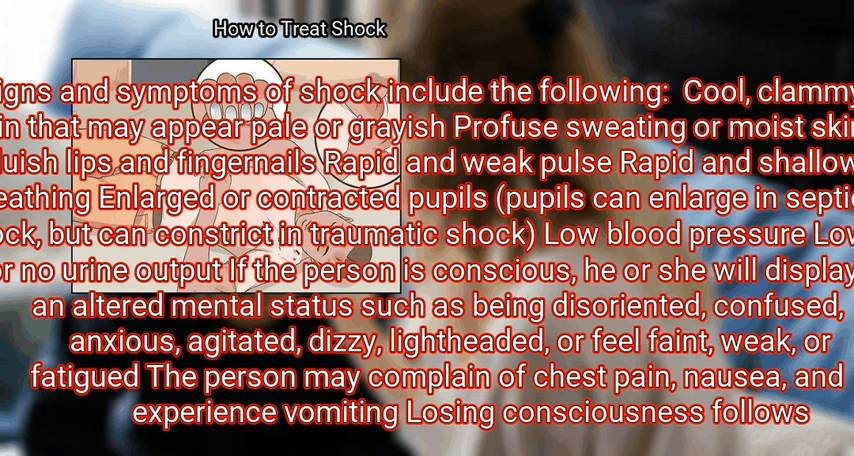 How to Treat Shock
igns and symptoms of shock include the following: Cool, clammy
in that may appear pale or grayish Profuse sweating or moist skin
luish lips and fingernails Rapid and weak pulse Rapid and shallow
eathing Enlarged or contracted pupils (pupils can enlarge in septic
ock, but can constrict in traumatic shock) Low blood pressure Low
or no urine output If the person is conscious, he or she will display
an altered mental status such as being disoriented, confused,
anxious, agitated, dizzy, lightheaded, or feel faint, weak, or
fatigued The person may complain of chest pain, nausea, and
experience vomiting Losing consciousness follows